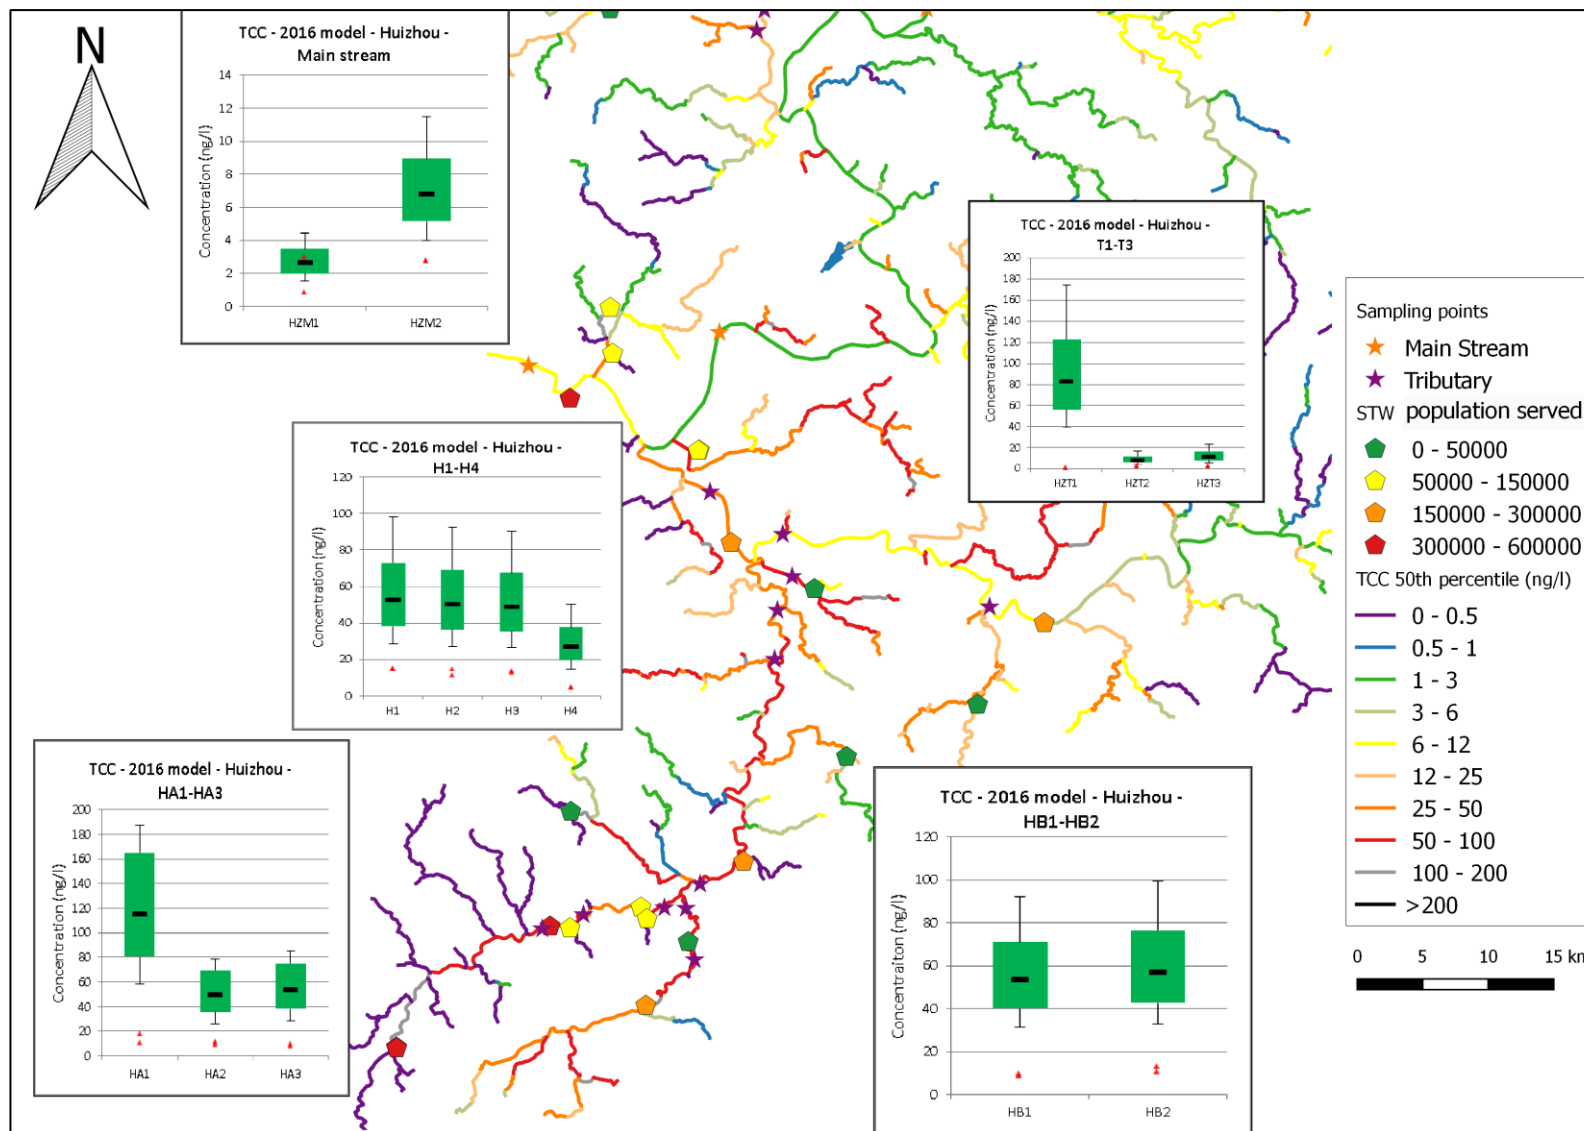 N
TCC - 2016 model - Huizhou -
Main stream
Concentration (ng/l)
14
12
10
8
6
4
2
0
HZM1
HZM2
TCC - 2016 model - Huizhou -
T1-T3
Concentration (ng/l)
200
180
160
140
120
100
80
60
40
20
0
HZT1
HZT2
HZT3
TCC - 2016 model - Huizhou -
H1-H4
Concentration (ng/l)
120
100
80
60
40
20
0
H1
H2
H3
H4
TCC - 2016 model - Huizhou -
HA1-HA3
Concentration (ng/l)
200
180
160
140
120
100
80
60
40
20
0
HA1
HA2
HA3
TCC - 2016 model - Huizhou -
HB1-HB2
Concentraiton (ng/l)
120
100
80
60
40
20
0
HB1
HB2
Sampling points
Main Stream
Tributary
STW population served
0 - 50000
50000 - 150000
150000 - 300000
300000 - 600000
TCC 50th percentile (ng/l)
0 - 0.5
0.5 - 1
1 - 3
3 - 6
6 - 12
12 - 25
25 - 50
50 - 100
100 - 200
>200
0 5 10 15 km